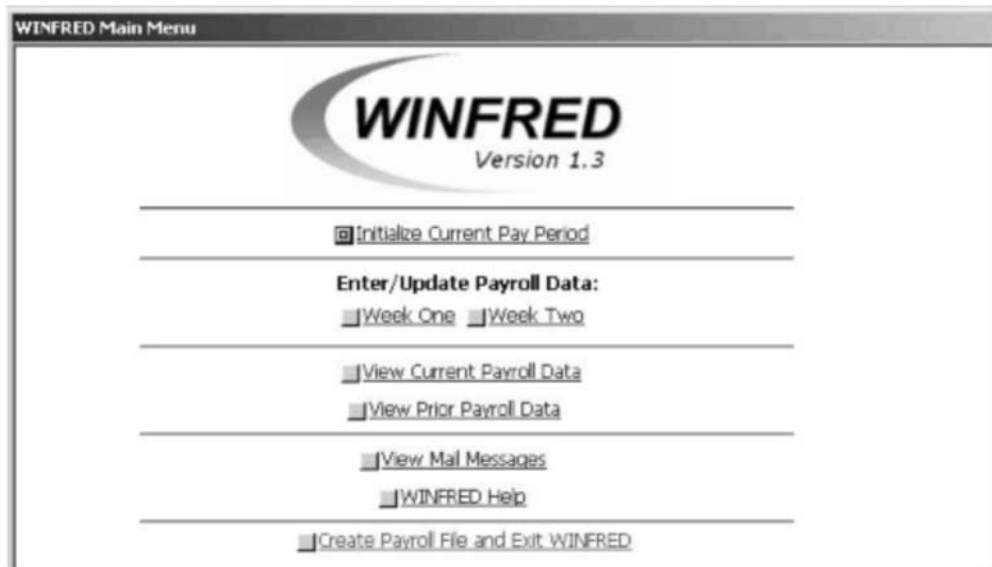 WINFRED Main Menu
WINFRED
Version 1.3
Initialize Current Pay Period
Enter/Update Payroll Data:
Week One Week Two
View Current Payroll Data
View Prior Payroll Data
View Mail Messages
WINFRED Help
Create Payroll File and Exit WINFRED